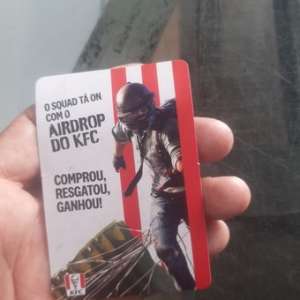 O SQUAD TÁ ON
COM O
AIRDROP
DO KFC
COMPROU,
RESGATOU,
GANHOU!
KFC